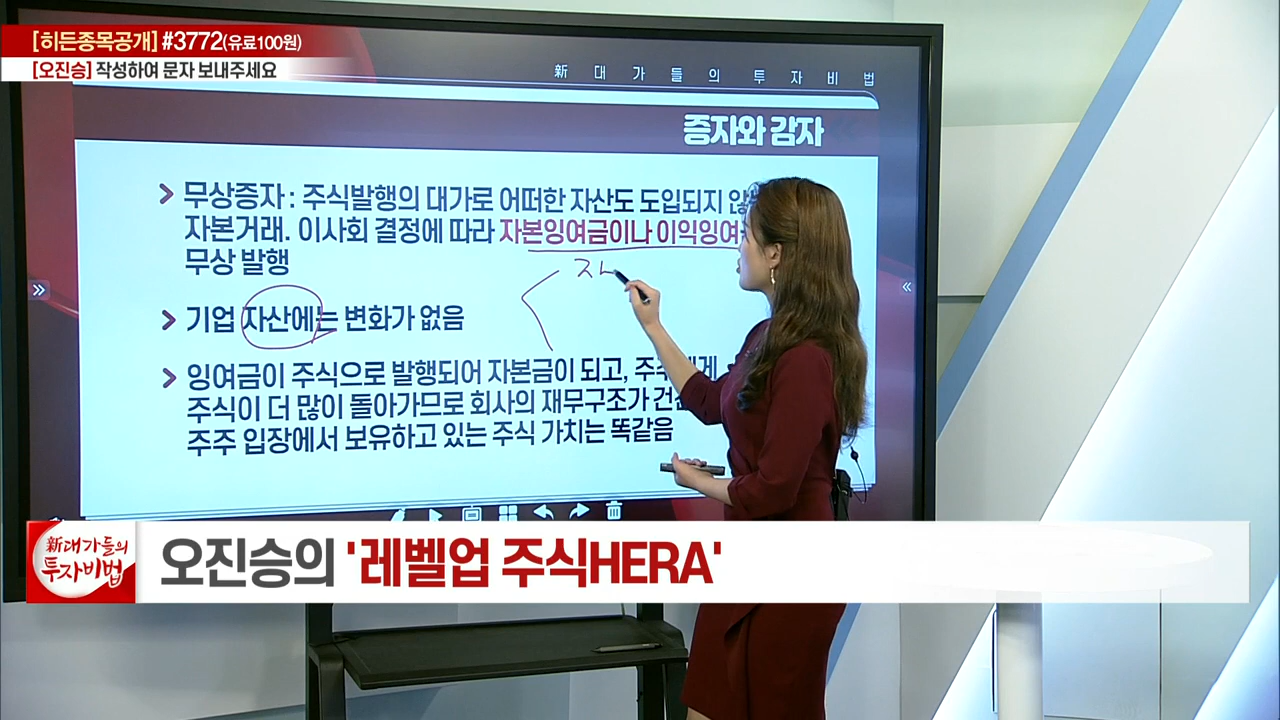 [히든종목공개] #3772(유료100원)
[오진승] 작성하여 문자 보내주세요
新 대가들의 투자비법
증자와 감자
무상증자 : 주식발행의 대가로 어떠한 자산도 도입되지
자본거래. 이사회 결정에 따라 자본잉여금이나 이익잉여
무상 발행
기업 자산에는 변화가 없음
잉여금이 주식으로 발행되어 자본금이 되고,
주식이 더 많이 돌아가므로 회사의 재무구조가
주주 입장에서 보유하고 있는 주식 가치는 똑같음
新대가들의
투자비법
오진승의 '레벨업 주식HERA'